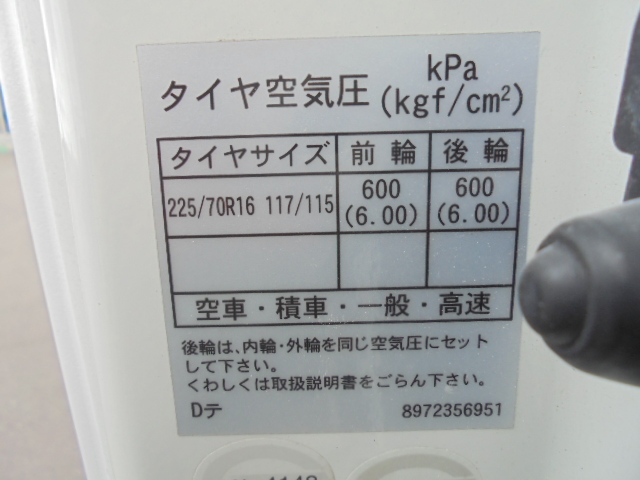 タイヤ空気圧 kPa (kgf/cm²)
タイヤサイズ 前輪 後輪
225/70R16 117/115 600 (6.00) 600 (6.00)
空車・積車・一般・高速
後輪は、内輪・外輪を同じ空気圧にセット
して下さい。
くわしくは取扱説明書をごらん下さい。
Dテ 8972356951